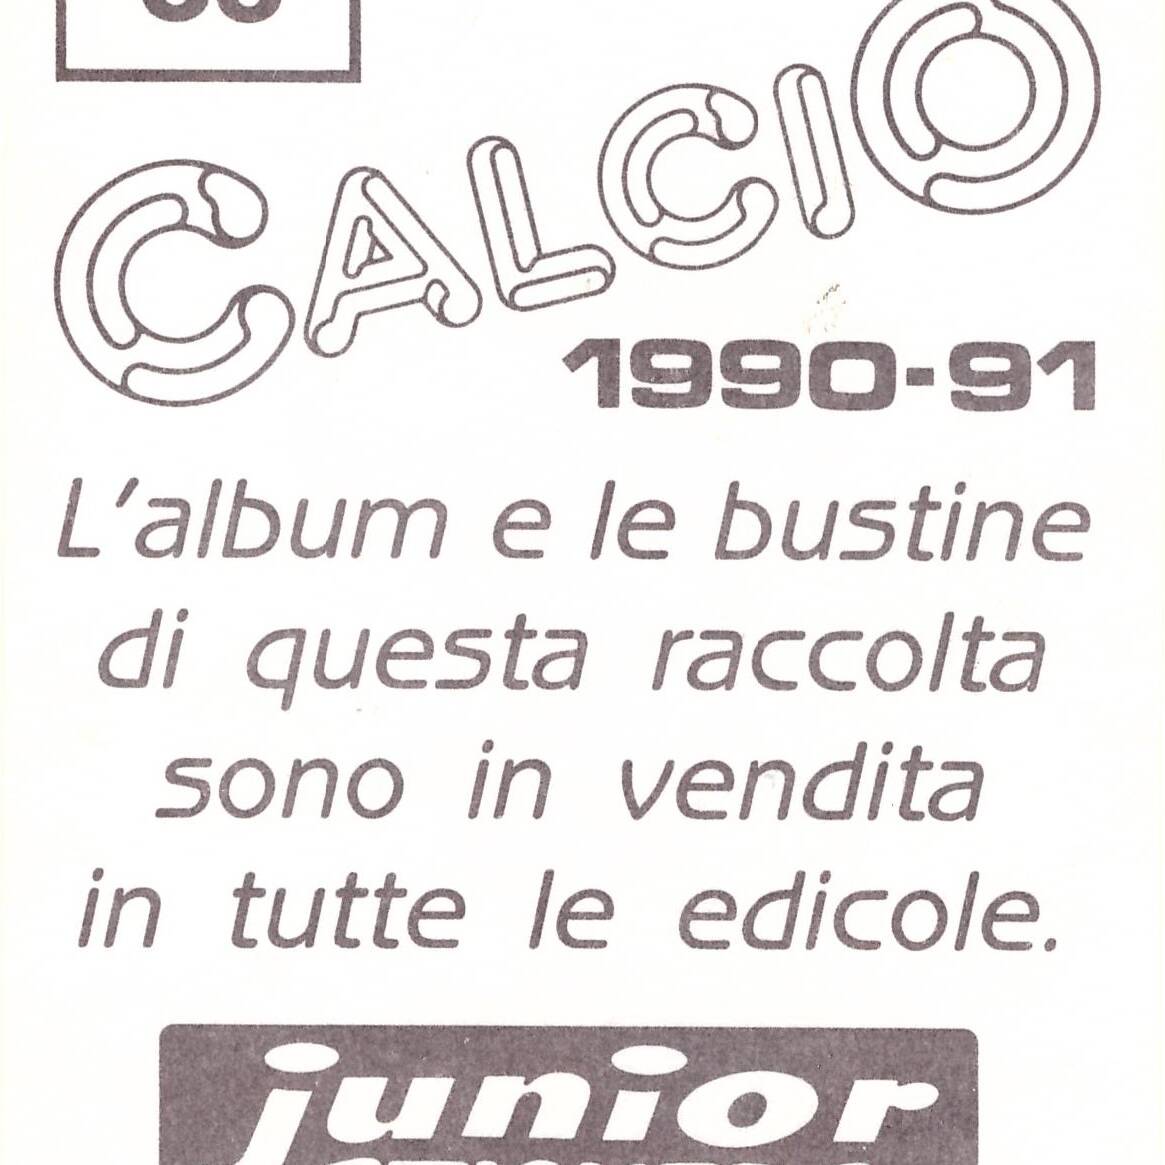 CALCIO
1990-91
L'album e le bustine
di questa raccolta
sono in vendita
in tutte le edicole.
junior